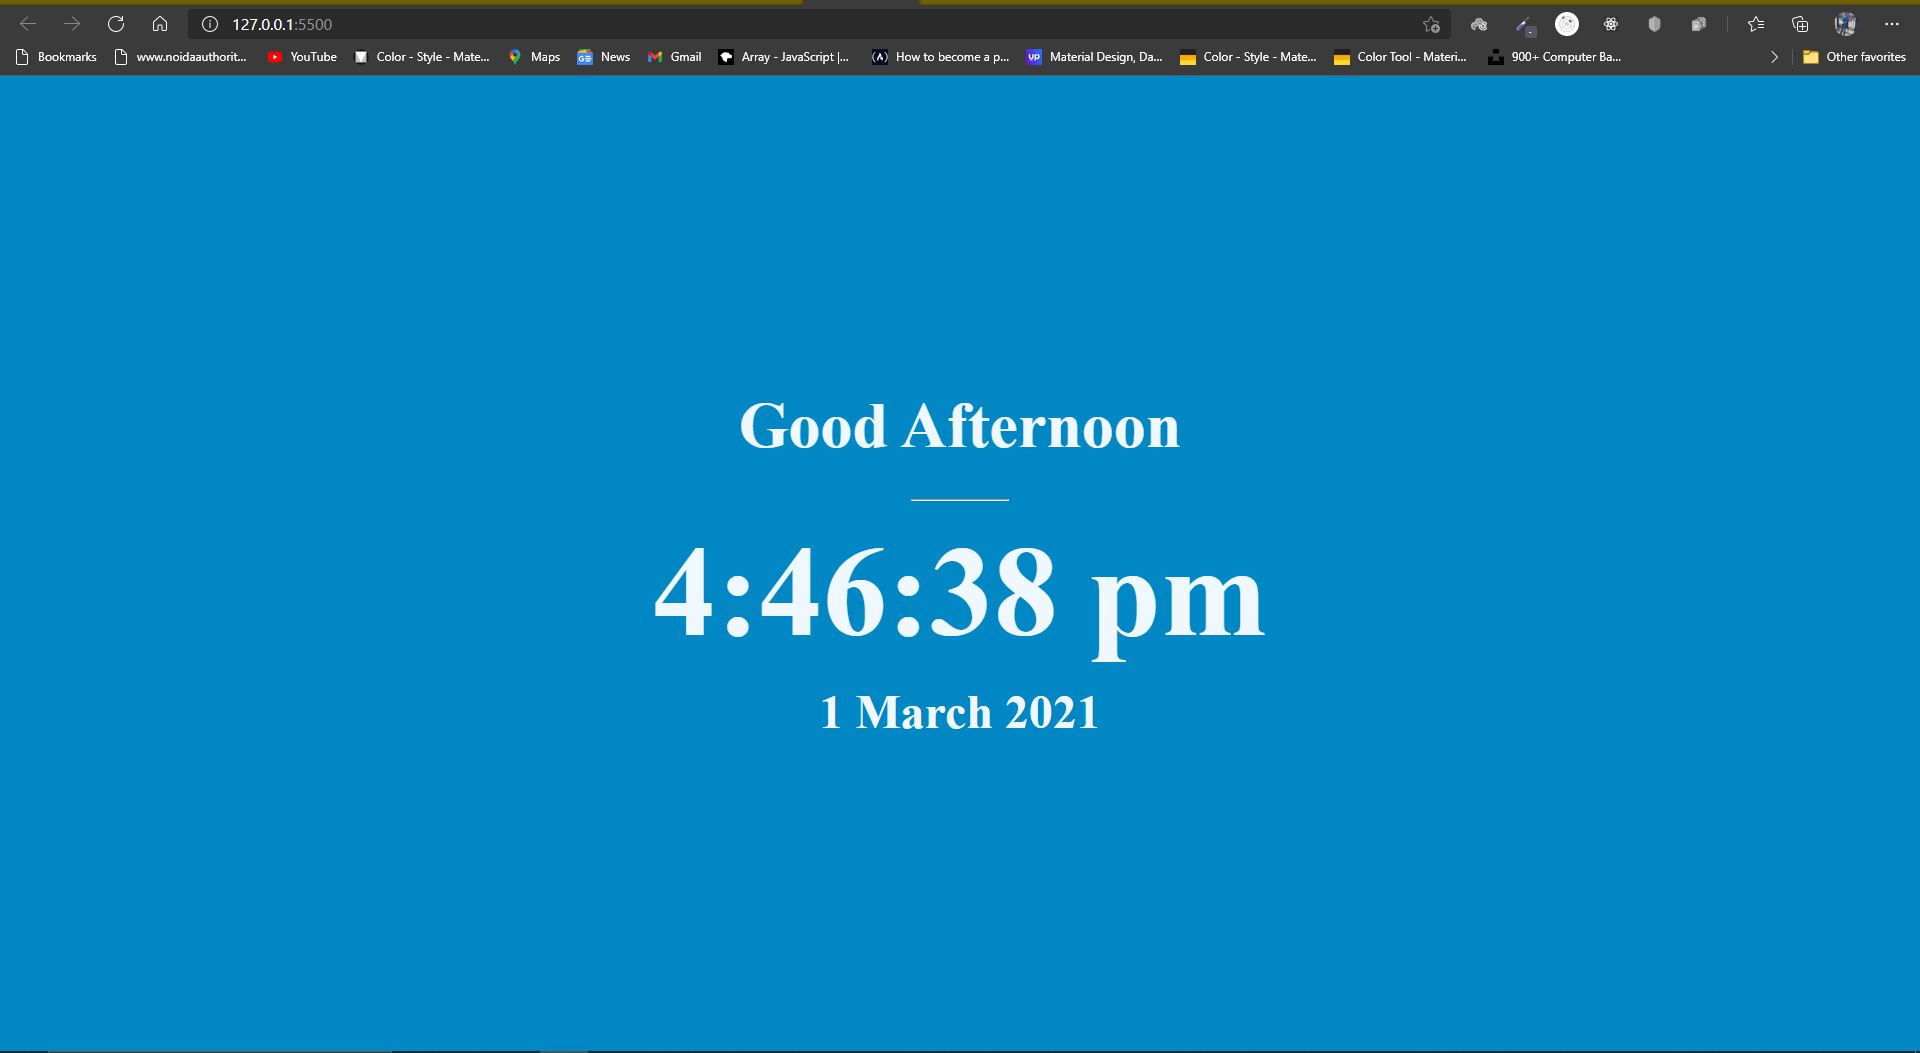 127.0.0.1:5500
Bookmarks www.noidaauthorit... YouTube Color - Style - Mate... Maps GE News Gmail Array - JavaScript |... (A) How to become a p... UP Material Design, Da... Color - Style - Mate... Color Tool - Materi... 900+ Computer Ba... Other favorites
Good Afternoon
4:46:38 pm
1 March 2021